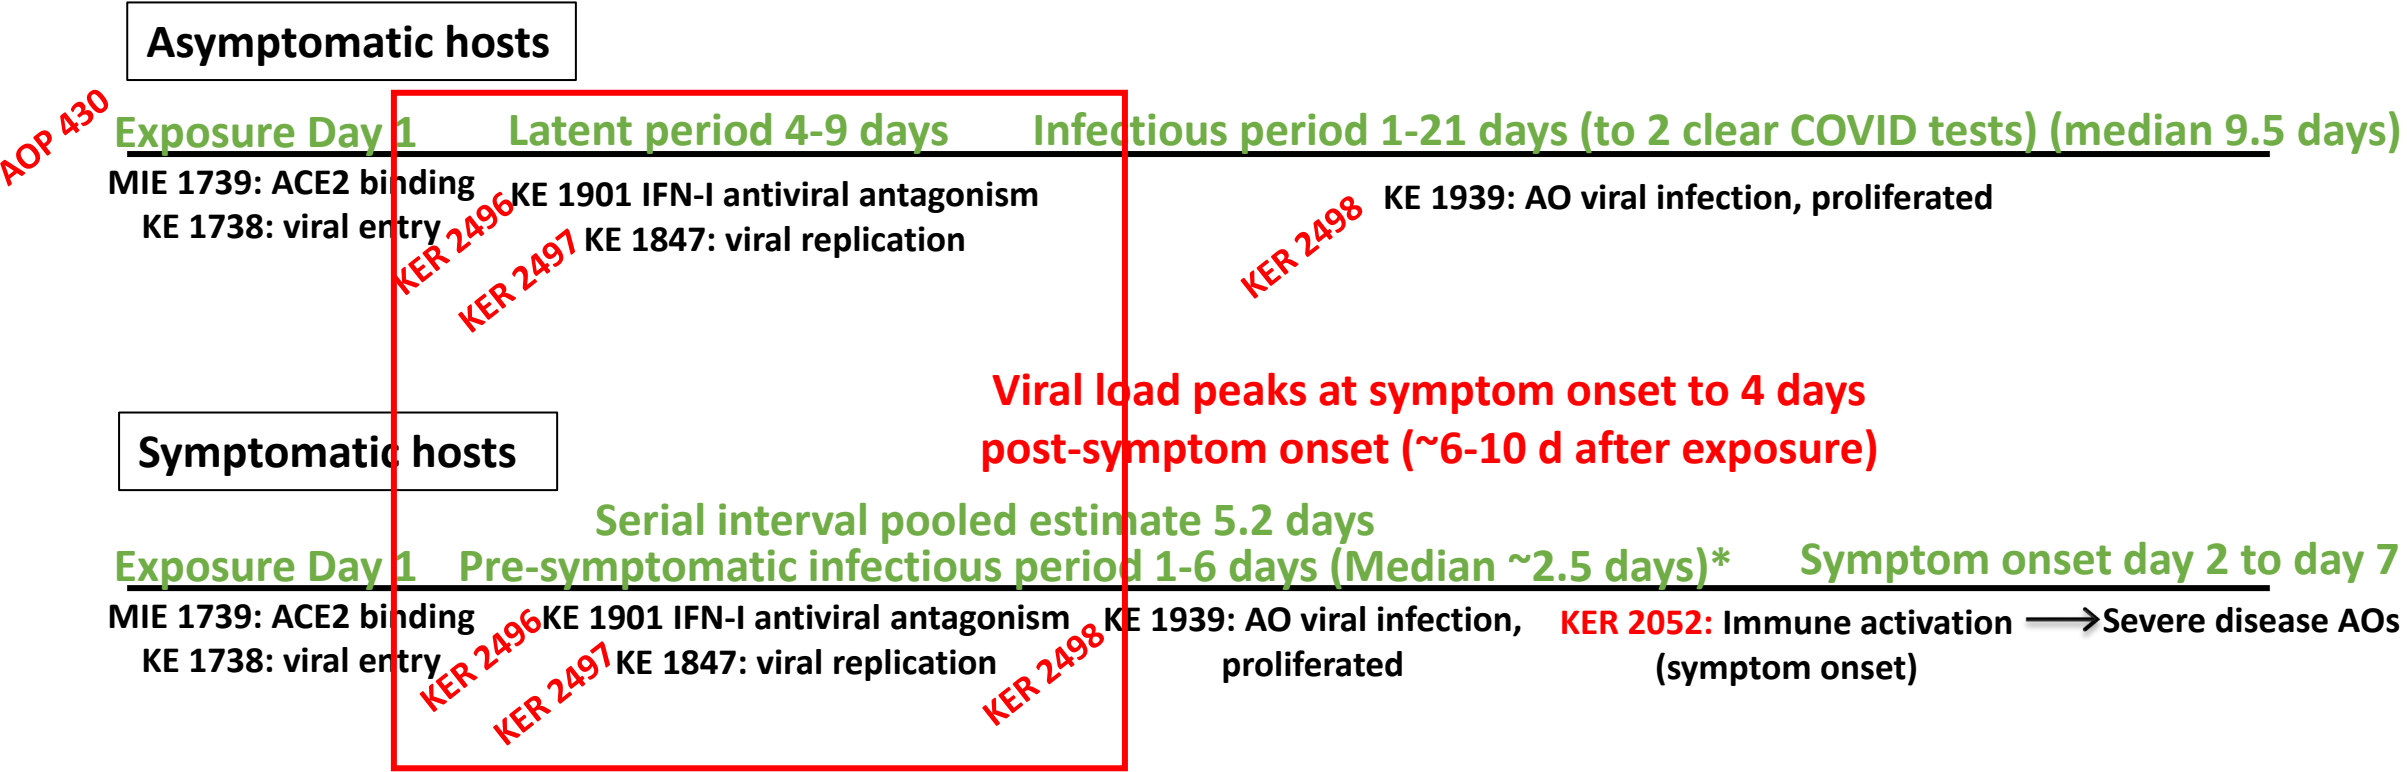 Asymptomatic hosts
AOP 430
Exposure Day 1
Latent period 4-9 days
Infectious period 1-21 days (to 2 clear COVID tests) (median 9.5 days)
MIE 1739: ACE2 binding
KE 1738: viral entry
KER 2496
KER 2497
KE 1901 IFN-I antiviral antagonism
KE 1847: viral replication
KER 2498
KE 1939: AO viral infection, proliferated
Viral load peaks at symptom onset to 4 days
post-symptom onset (~6-10 d after exposure)
Symptomatic hosts
Serial interval pooled estimate 5.2 days
Exposure Day 1
Pre-symptomatic infectious period 1-6 days (Median ~2.5 days)*
Symptom onset day 2 to day 7
MIE 1739: ACE2 binding
KE 1738: viral entry
KER 2496
KER 2497
KE 1901 IFN-I antiviral antagonism
KE 1847: viral replication
KER 2498
KE 1939: AO viral infection,
proliferated
KER 2052: Immune activation
(symptom onset)
Severe disease AOs